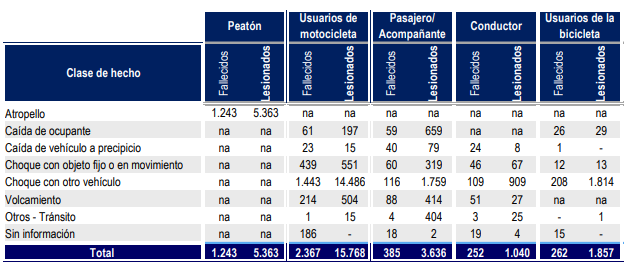 Peatón Usuarios de motocicleta Pasajero/ Acompañante Conductor Usuarios de la bicicleta
Clase de hecho Fallecidos Lesionados Fallecidos Lesionados Fallecidos Lesionados Fallecidos Lesionados Fallecidos Lesionados
Atropello 1.243 5.363 na na na na na na na na
Caída de ocupante na na 61 197 59 659 na na 26 29
Caída de vehículo a precipicio na na 23 15 40 79 24 8 1 -
Choque con objeto fijo o en movimiento na na 439 551 60 319 46 67 12 13
Choque con otro vehículo na na 1.443 14.486 116 1.759 109 909 208 1.814
Volcamiento na na 214 504 88 414 51 27 na na
Otros - Tránsito na na 1 15 4 404 3 25 - 1
Sin información na na 186 - 18 2 19 4 15 -
Total 1.243 5.363 2.367 15.768 385 3.636 252 1.040 262 1.857